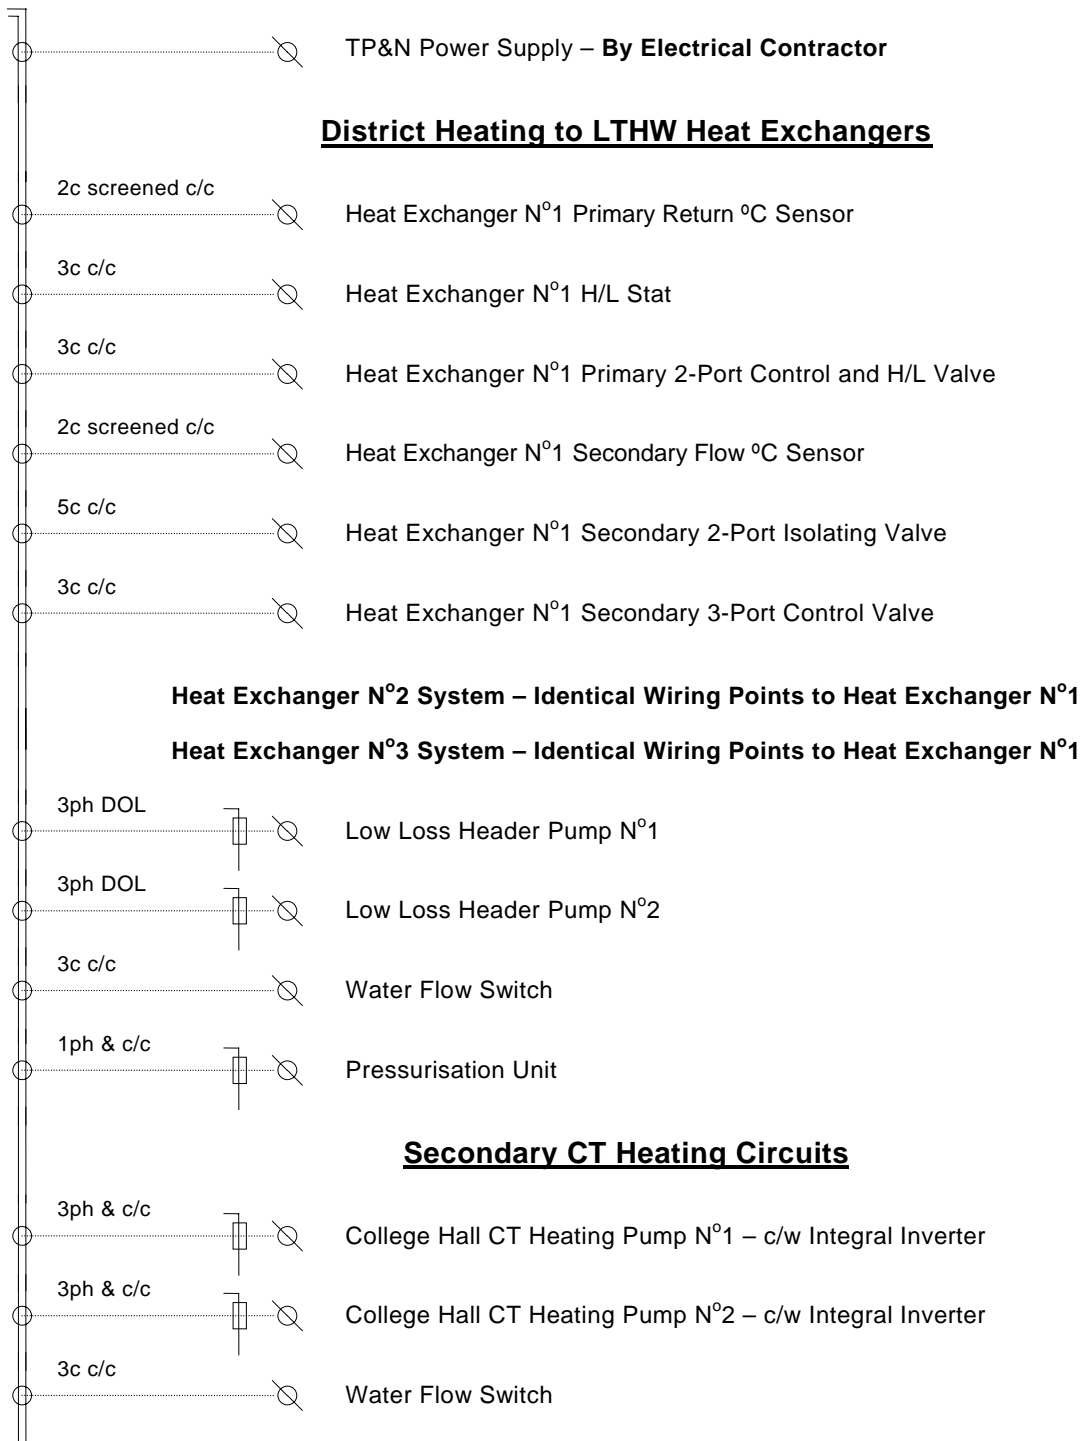 TP&N Power Supply – By Electrical Contractor
District Heating to LTHW Heat Exchangers
2c screened c/c
Heat Exchanger Nº1 Primary Return ºC Sensor
3c c/c
Heat Exchanger Nº1 H/L Stat
3c c/c
Heat Exchanger Nº1 Primary 2-Port Control and H/L Valve
2c screened c/c
Heat Exchanger Nº1 Secondary Flow ºC Sensor
5c c/c
Heat Exchanger Nº1 Secondary 2-Port Isolating Valve
3c c/c
Heat Exchanger Nº1 Secondary 3-Port Control Valve
Heat Exchanger Nº2 System – Identical Wiring Points to Heat Exchanger Nº1
Heat Exchanger Nº3 System – Identical Wiring Points to Heat Exchanger Nº1
3ph DOL
Low Loss Header Pump Nº1
3ph DOL
Low Loss Header Pump Nº2
3c c/c
Water Flow Switch
1ph & c/c
Pressurisation Unit
Secondary CT Heating Circuits
3ph & c/c
College Hall CT Heating Pump Nº1 – c/w Integral Inverter
3ph & c/c
College Hall CT Heating Pump Nº2 – c/w Integral Inverter
3c c/c
Water Flow Switch